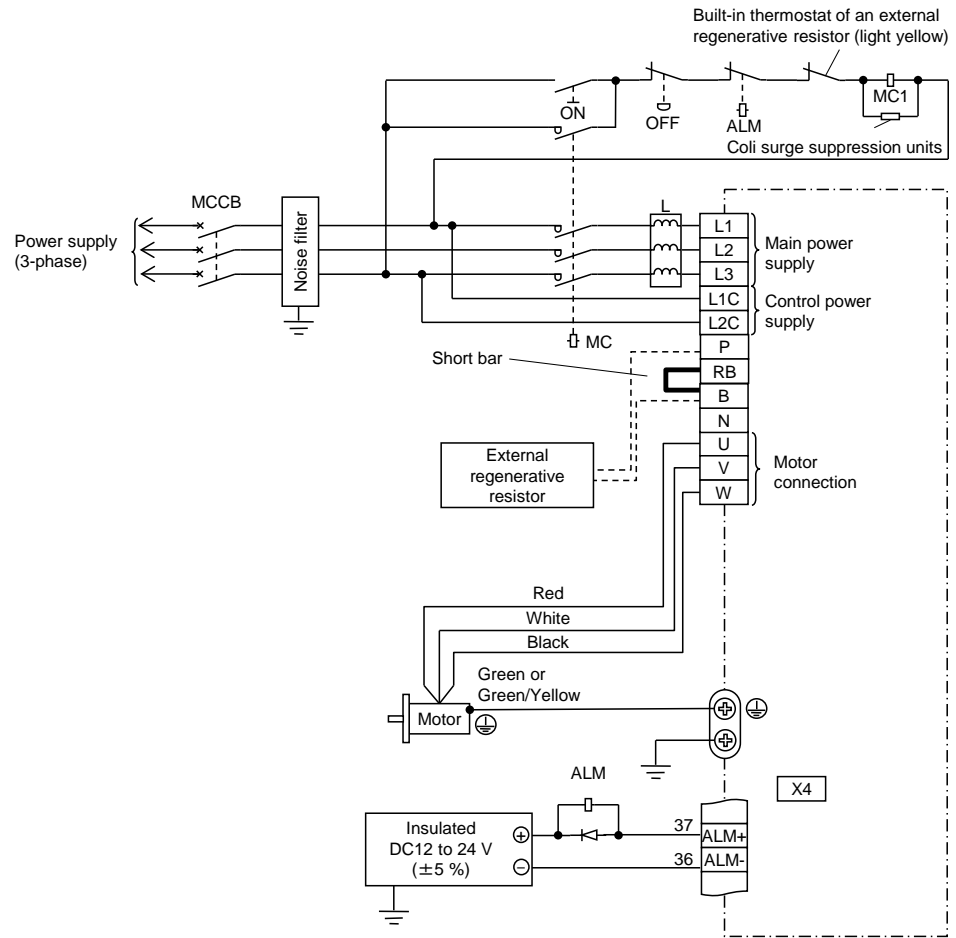 Built-in thermostat of an external
regenerative resistor (light yellow)
ON
OFF
ALM
MC1
Coli surge suppression units
MCCB
Noise filter
L
Power supply
(3-phase)
L1
L2
L3
Main power
supply
L1C
L2C
Control power
supply
MC
P
Short bar
RB
B
N
External
regenerative
resistor
U
V
W
Motor
connection
Red
White
Black
Green or
Green/Yellow
Motor
ALM
X4
Insulated
DC12 to 24 V
(±5 %)
+
−
37
ALM+
36
ALM-